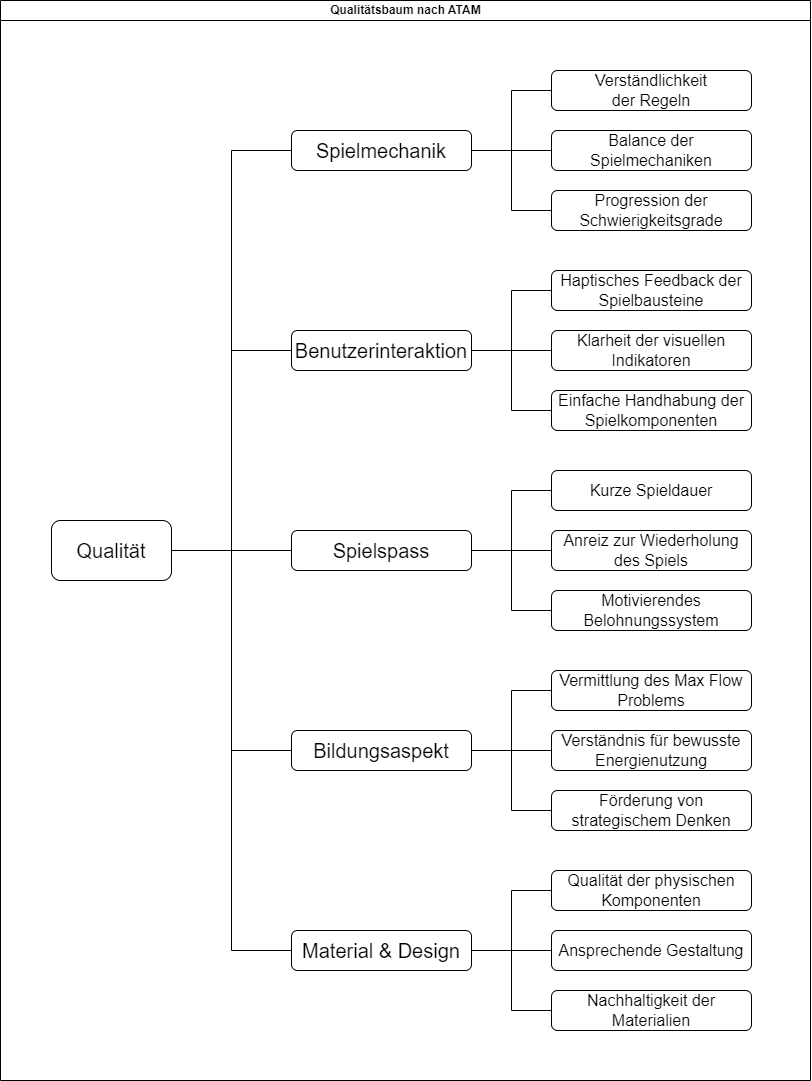 Qualitätsbaum nach ATAM
Qualität
Spielmechanik
Verständlichkeit
der Regeln
Balance der
Spielmechaniken
Progression der
Schwierigkeitsgrade
Benutzerinteraktion
Haptisches Feedback der
Spielbausteine
Klarheit der visuellen
Indikatoren
Einfache Handhabung der
Spielkomponenten
Spielspass
Kurze Spieldauer
Anreiz zur Wiederholung
des Spiels
Motivierendes
Belohnungssystem
Bildungsaspekt
Vermittlung des Max Flow
Problems
Verständnis für bewusste
Energienutzung
Förderung von
strategischem Denken
Material & Design
Qualität der physischen
Komponenten
Ansprechende Gestaltung
Nachhaltigkeit der
Materialien